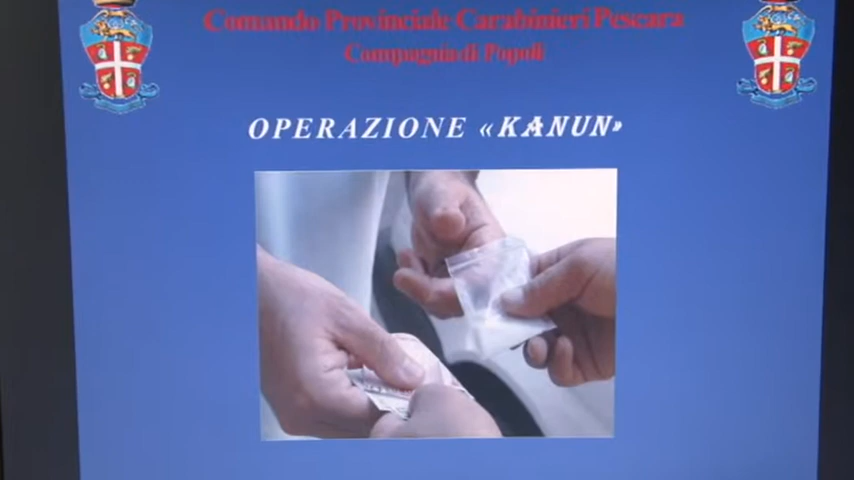 Comando Provinciale Carabinieri Pescara
Compagnia di Popoli
OPERAZIONE «KANUN»